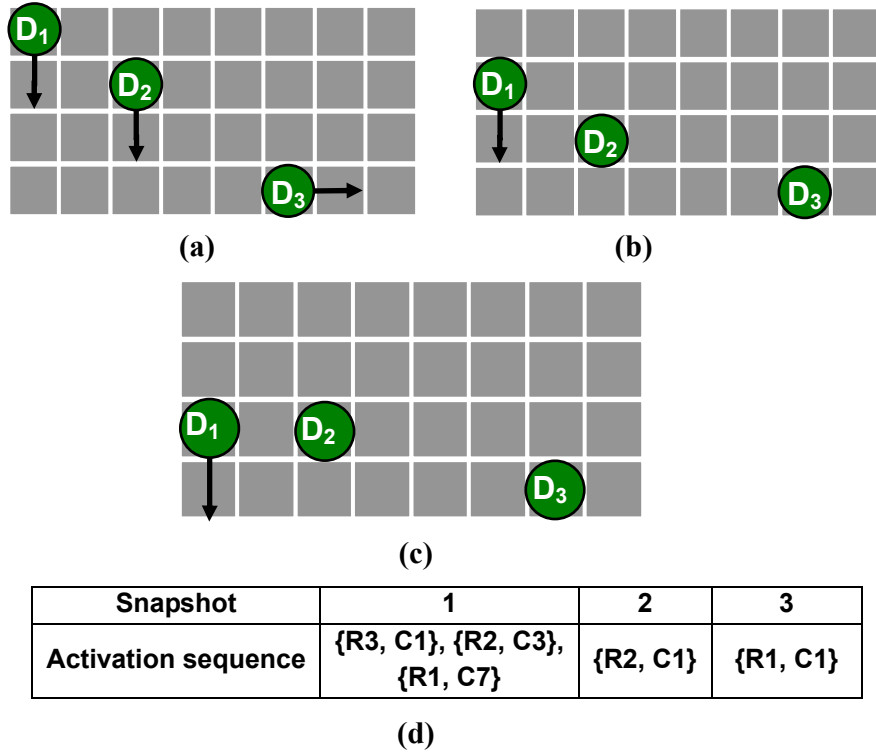 D₁
D₂
D₃
(a)
D₁
D₂
D₃
(b)
D₁
D₂
D₃
(c)
Snapshot 1 2 3
Activation sequence {R3, C1}, {R2, C3}, {R1, C7} {R2, C1} {R1, C1}
(d)